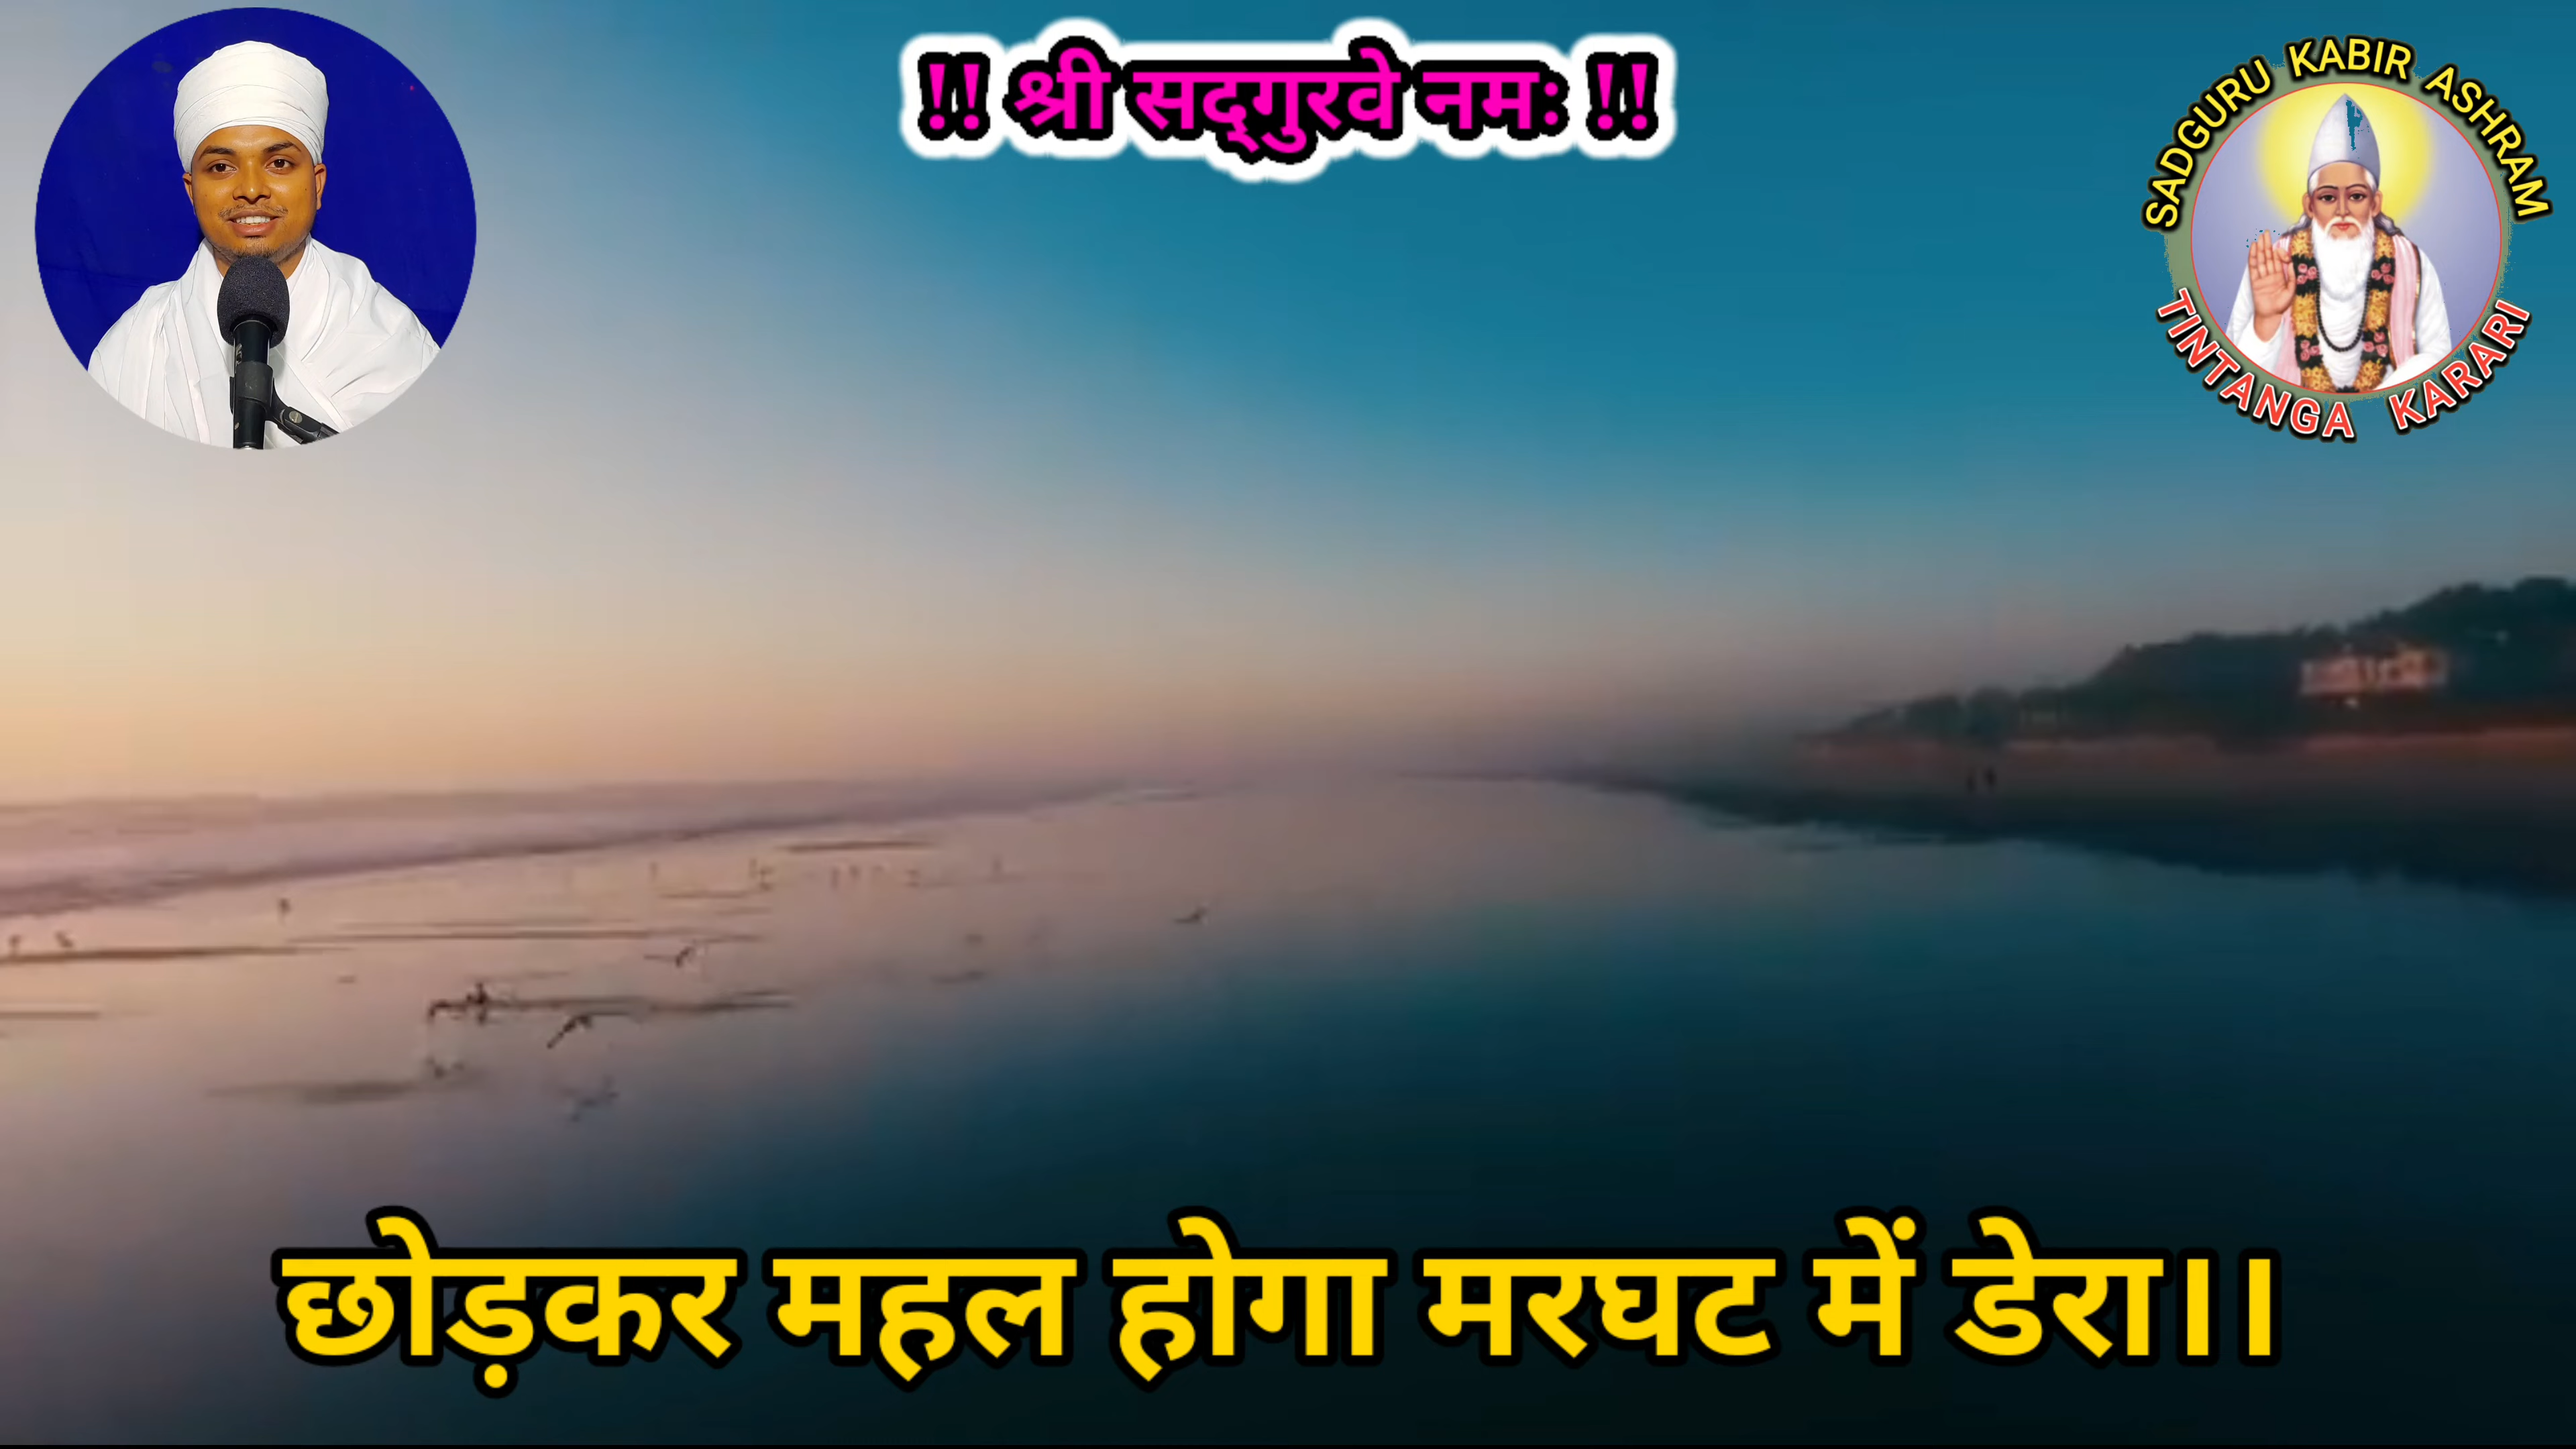 !! श्री सद्‌गुरवे नमः !!
SADGURU KABIR ASHRAM
TINTANGA KARARI
छोड़कर महल होगा मरघट में डेरा।।